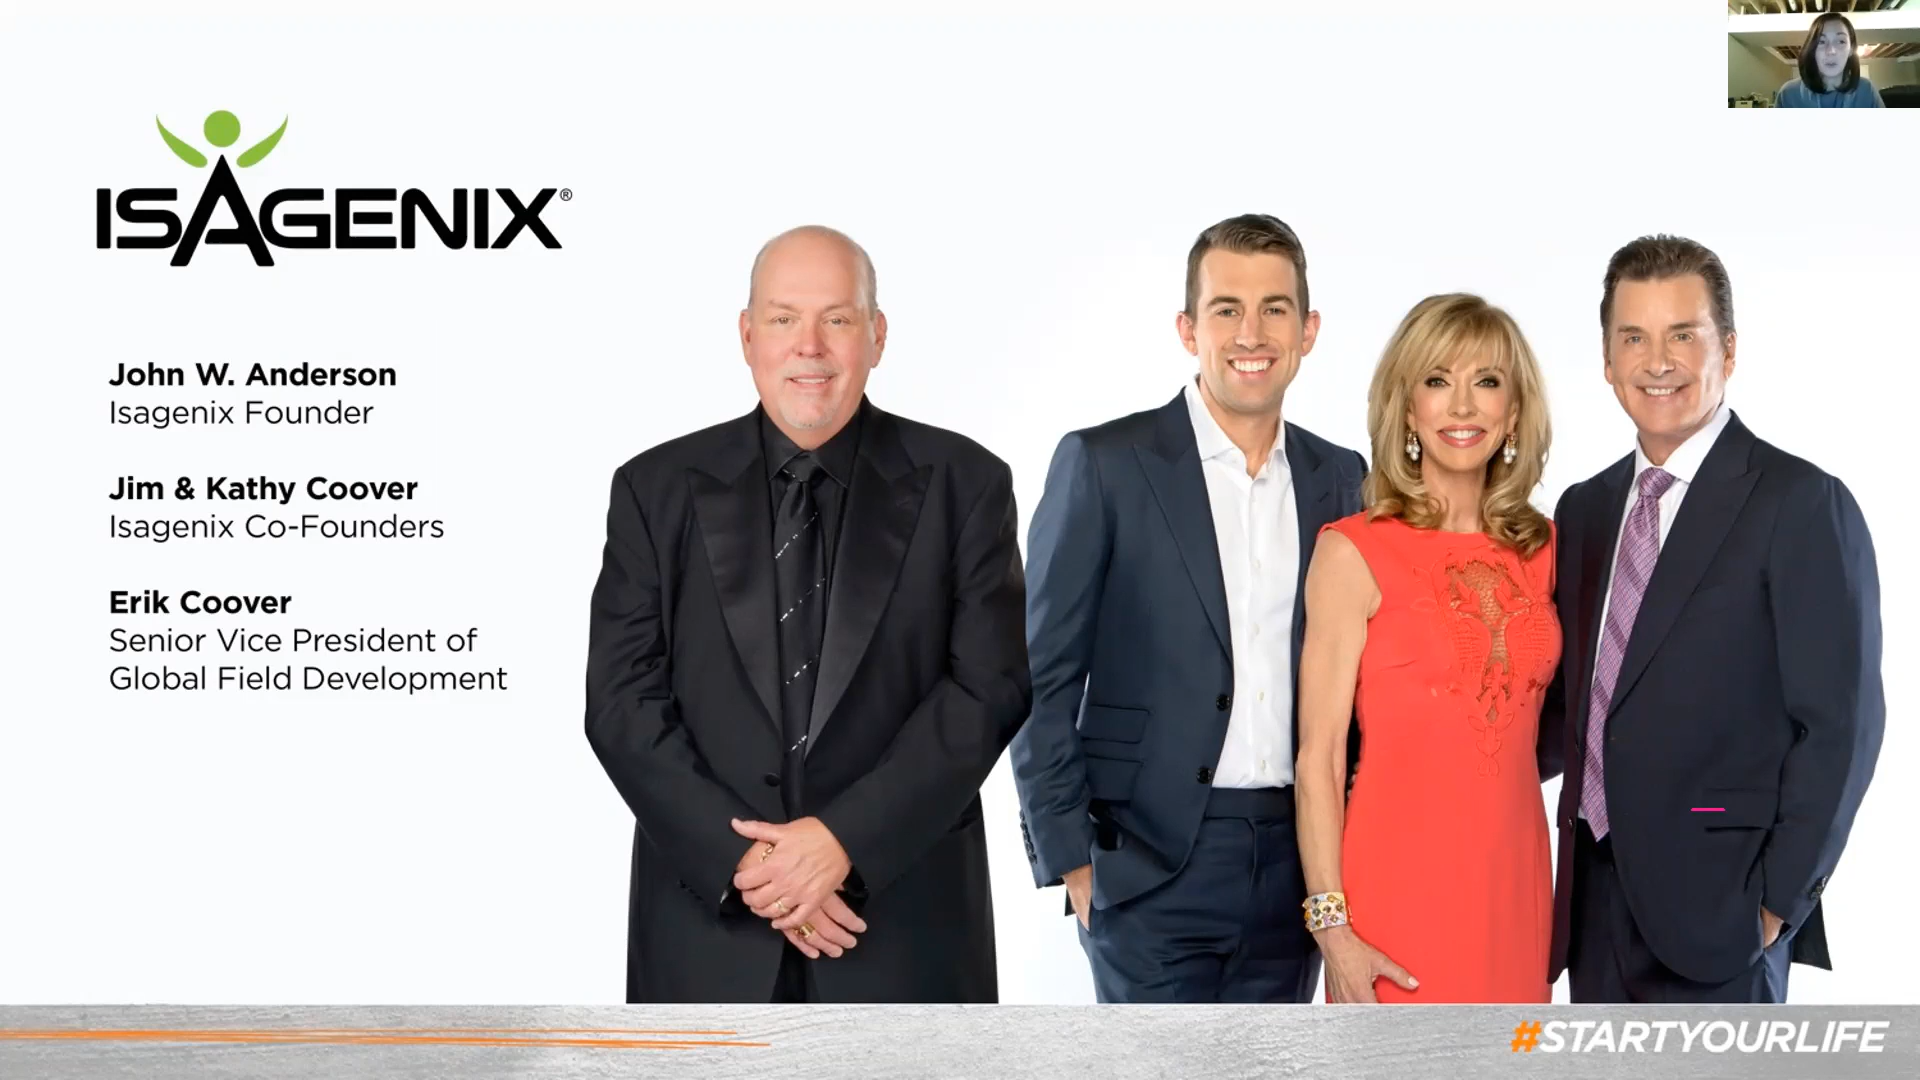 ISAGENIX®
John W. Anderson
Isagenix Founder
Jim & Kathy Coover
Isagenix Co-Founders
Erik Coover
Senior Vice President of
Global Field Development
#STARTYOURLIFE